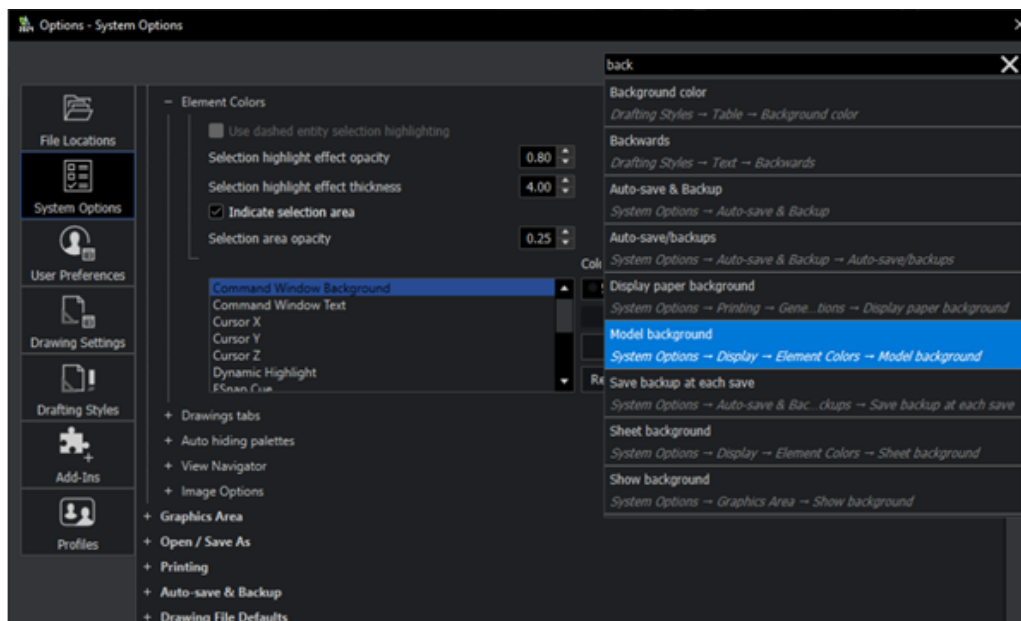 Options - System Options
back
File Locations
System Options
User Preferences
Drawing Settings
Drafting Styles
Add-Ins
Profiles
− Element Colors
Use dashed entity selection highlighting
Selection highlight effect opacity 0.80
Selection highlight effect thickness 4.00
Indicate selection area
Selection area opacity 0.25
Command Window Background
Command Window Text
Cursor X
Cursor Y
Cursor Z
Dynamic Highlight
ESnap Cue
+ Drawings tabs
+ Auto hiding palettes
+ View Navigator
+ Image Options
+ Graphics Area
+ Open / Save As
+ Printing
+ Auto-save & Backup
+ Drawing File Defaults
Background color
Drafting Styles → Table → Background color
Backwards
Drafting Styles → Text → Backwards
Auto-save & Backup
System Options → Auto-save & Backup
Auto-save/backups
System Options → Auto-save & Backup → Auto-save/backups
Display paper background
System Options → Printing → Gene...tions → Display paper background
Model background
System Options → Display → Element Colors → Model background
Save backup at each save
System Options → Auto-save & Bac...ckups → Save backup at each save
Sheet background
System Options → Display → Element Colors → Sheet background
Show background
System Options → Graphics Area → Show background